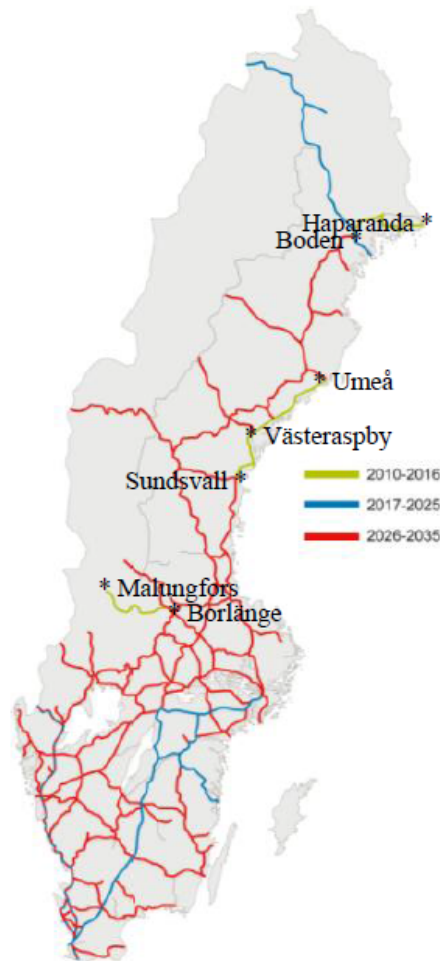 Haparanda *
Boden *
* Umeå
* Västeraspby
Sundsvall *
2010-2016
2017-2025
2026-2035
* Malungfors
* Borlänge